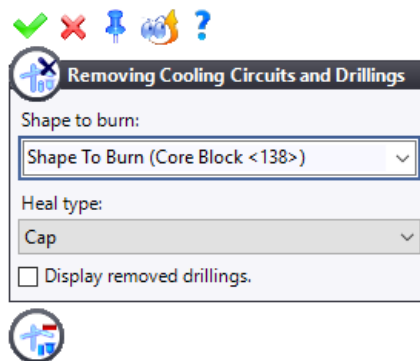 ?
Removing Cooling Circuits and Drillings
Shape to burn:
Shape To Burn (Core Block <138>)
Heal type:
Cap
Display removed drillings.